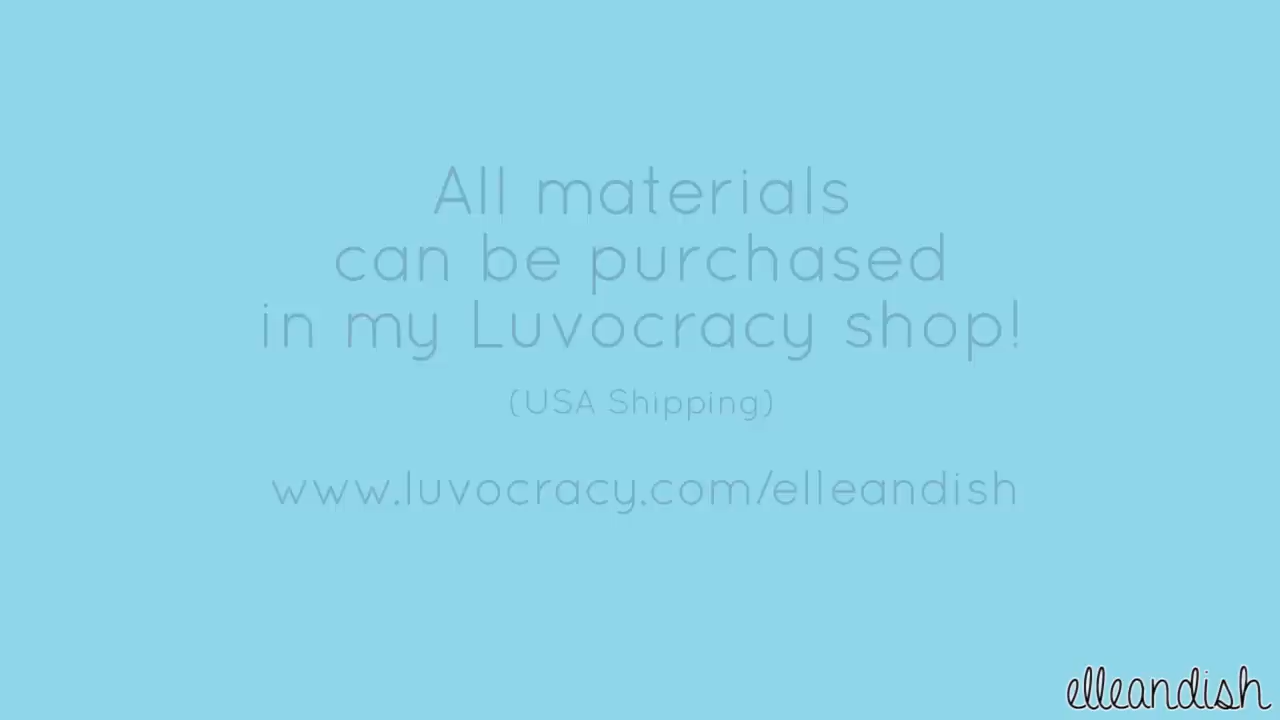 All materials
can be purchased
in my Luvocracy shop!
(USA Shipping)
www.luvocracy.com/elleandish
elleandish